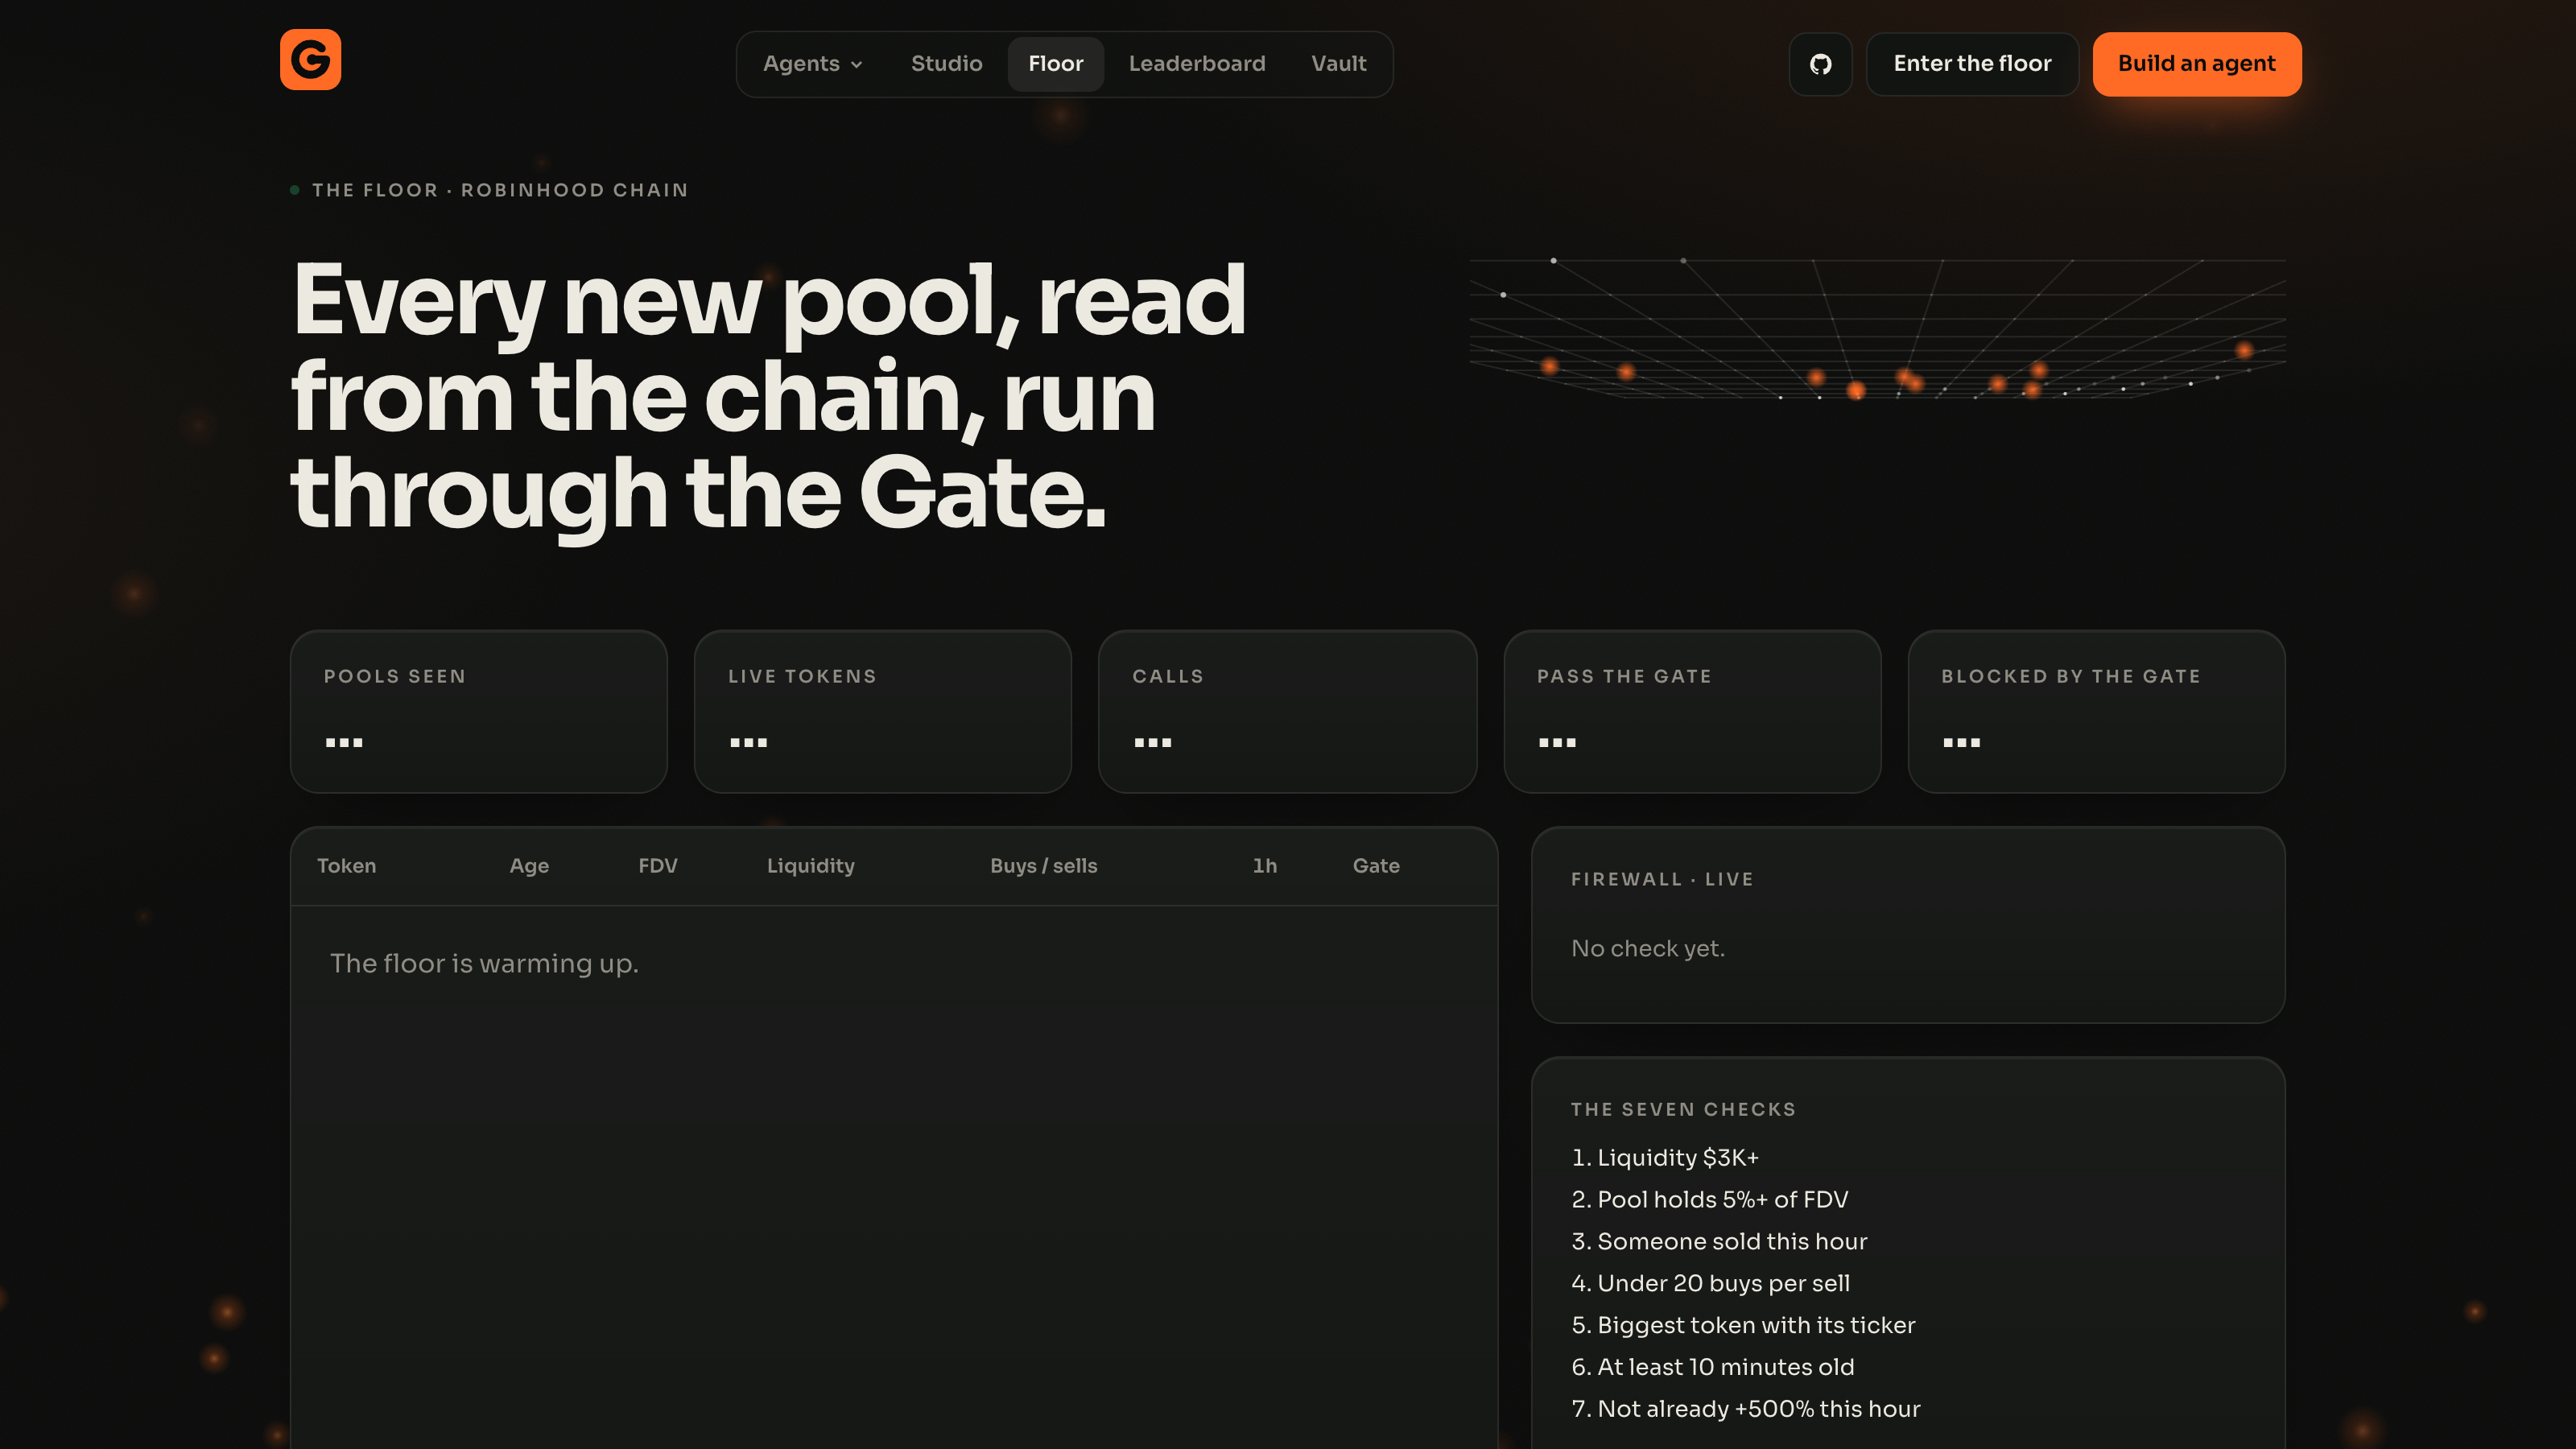 G
Agents
Studio
Floor
Leaderboard
Vault
Enter the floor
Build an agent
THE FLOOR · ROBINHOOD CHAIN
Every new pool, read
from the chain, run
through the Gate.
POOLS SEEN
...
LIVE TOKENS
...
CALLS
...
PASS THE GATE
...
BLOCKED BY THE GATE
...
Token Age FDV Liquidity Buys / sells 1h Gate
The floor is warming up.
FIREWALL · LIVE
No check yet.
THE SEVEN CHECKS
1. Liquidity $3K+
2. Pool holds 5%+ of FDV
3. Someone sold this hour
4. Under 20 buys per sell
5. Biggest token with its ticker
6. At least 10 minutes old
7. Not already +500% this hour